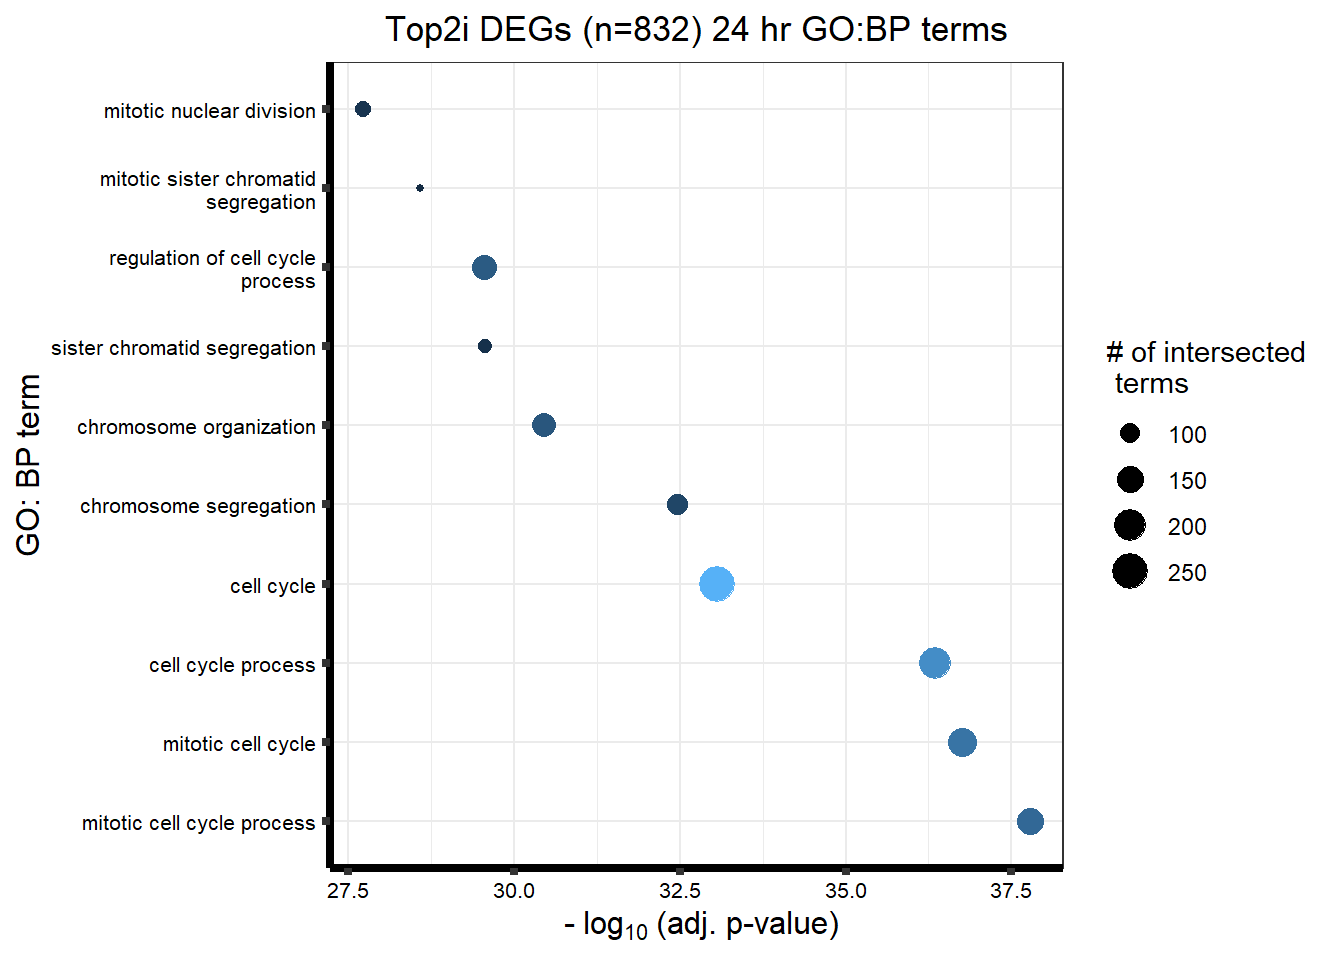 Top2i DEGs (n=832) 24 hr GO:BP terms
mitotic nuclear division
mitotic sister chromatid
segregation
regulation of cell cycle
process
sister chromatid segregation
chromosome organization
chromosome segregation
cell cycle
cell cycle process
mitotic cell cycle
mitotic cell cycle process
GO: BP term
27.5 30.0 32.5 35.0 37.5
- log10 (adj. p-value)
# of intersected
terms
100
150
200
250